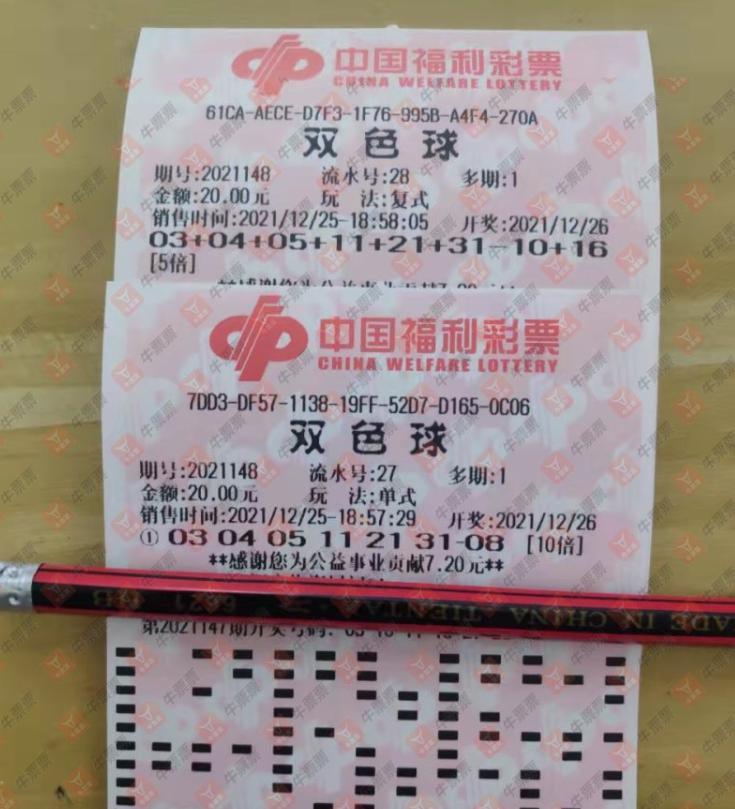 中国福利彩票
CHINA WELFARE LOTTERY
61CA-AECE-D7F3-1F76-995B-A4F4-270A
双色球
期号:2021148 流水号:28 多期:1
金额:20.00元 玩 法:复式
销售时间:2021/12/25-18:58:05 开奖:2021/12/26
03+04+05+11+21+31-10+16
[5倍]
中国福利彩票
CHINA WELFARE LOTTERY
7DD3-DF57-1138-19FF-52D7-D165-0C06
双色球
期号:2021148 流水号:27 多期:1
金额:20.00元 玩 法:单式
销售时间:2021/12/25-18:57:29 开奖:2021/12/26
① 03 04 05 11 21 31-08 [10倍]
**感谢您为公益事业贡献7.20元**
MADE IN CHINA
第2021147期开奖号码:
牛票票